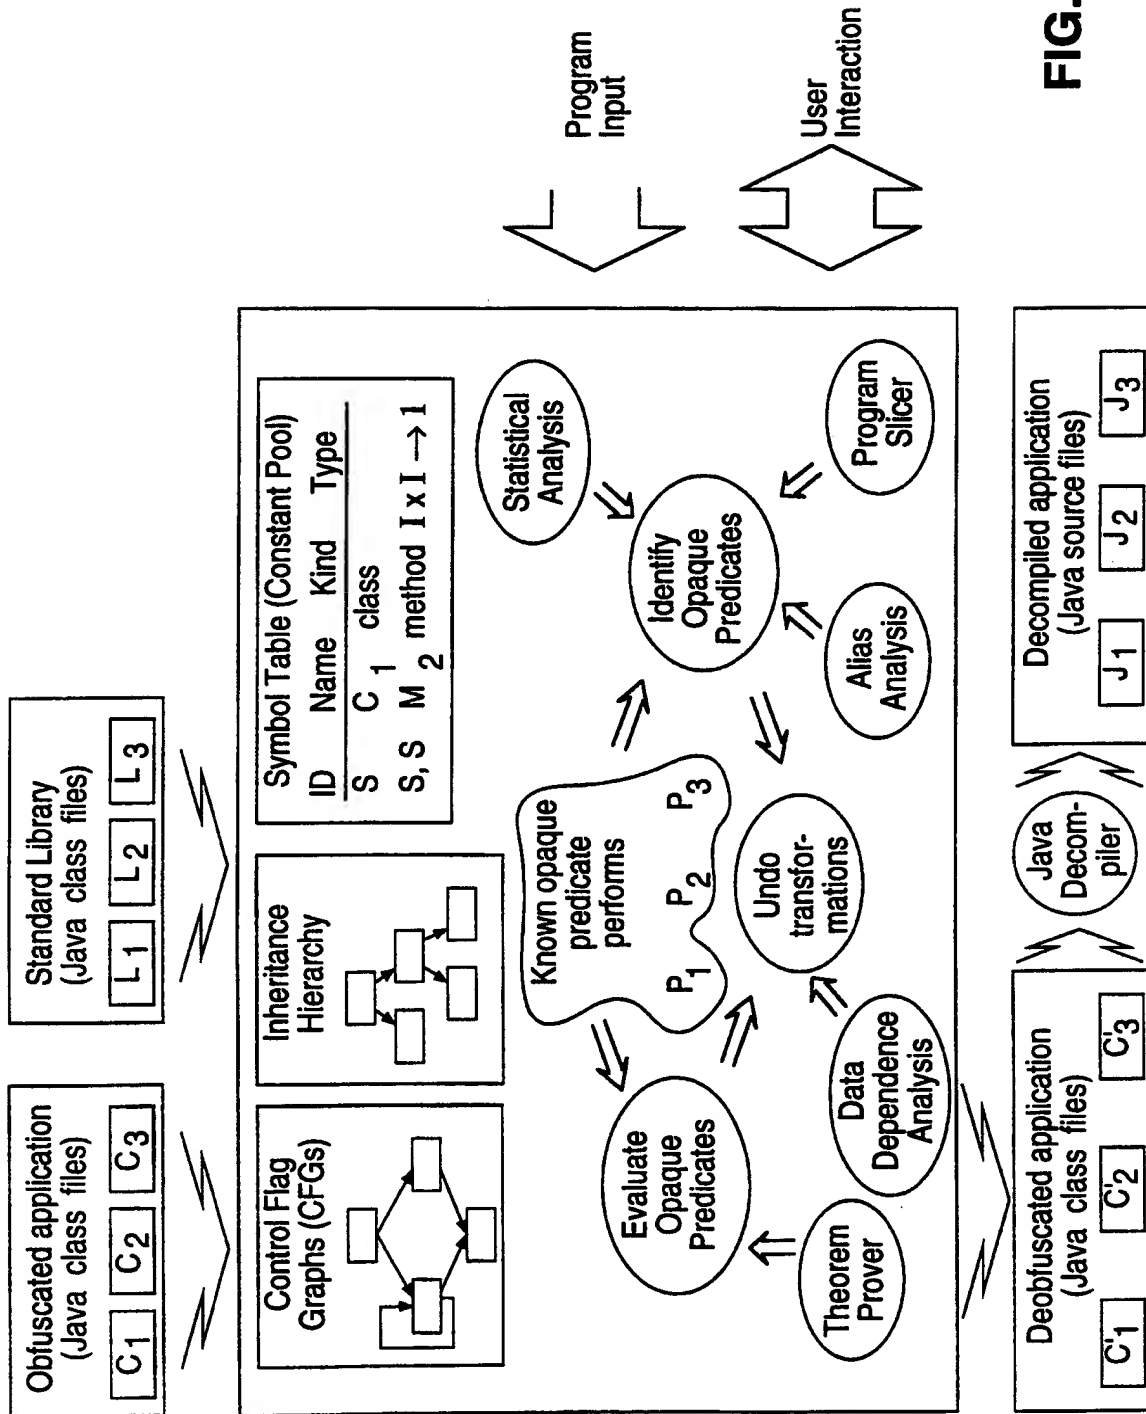 Obfuscated application
(Java class files)
C1 C2 C3
Standard Library
(Java class files)
L1 L2 L3
Control Flag
Graphs (CFGs)
Inheritance
Hierarchy
Symbol Table (Constant Pool)
ID Name Kind Type
S C1 class
S,S M2 method I x I → 1
Program
Input
User
Interaction
Known opaque
predicate
performs
P1 P2 P3
Statistical
Analysis
Evaluate
Opaque
Predicates
Identify
Opaque
Predicates
Undo
transfor-
mations
Theorem
Prover
Data
Dependence
Analysis
Alias
Analysis
Program
Slicer
Deobfuscated application
(Java class files)
C'1 C'2 C'3
Java
Decom-
piler
Decompiled application
(Java source files)
J1 J2 J3
FIG.